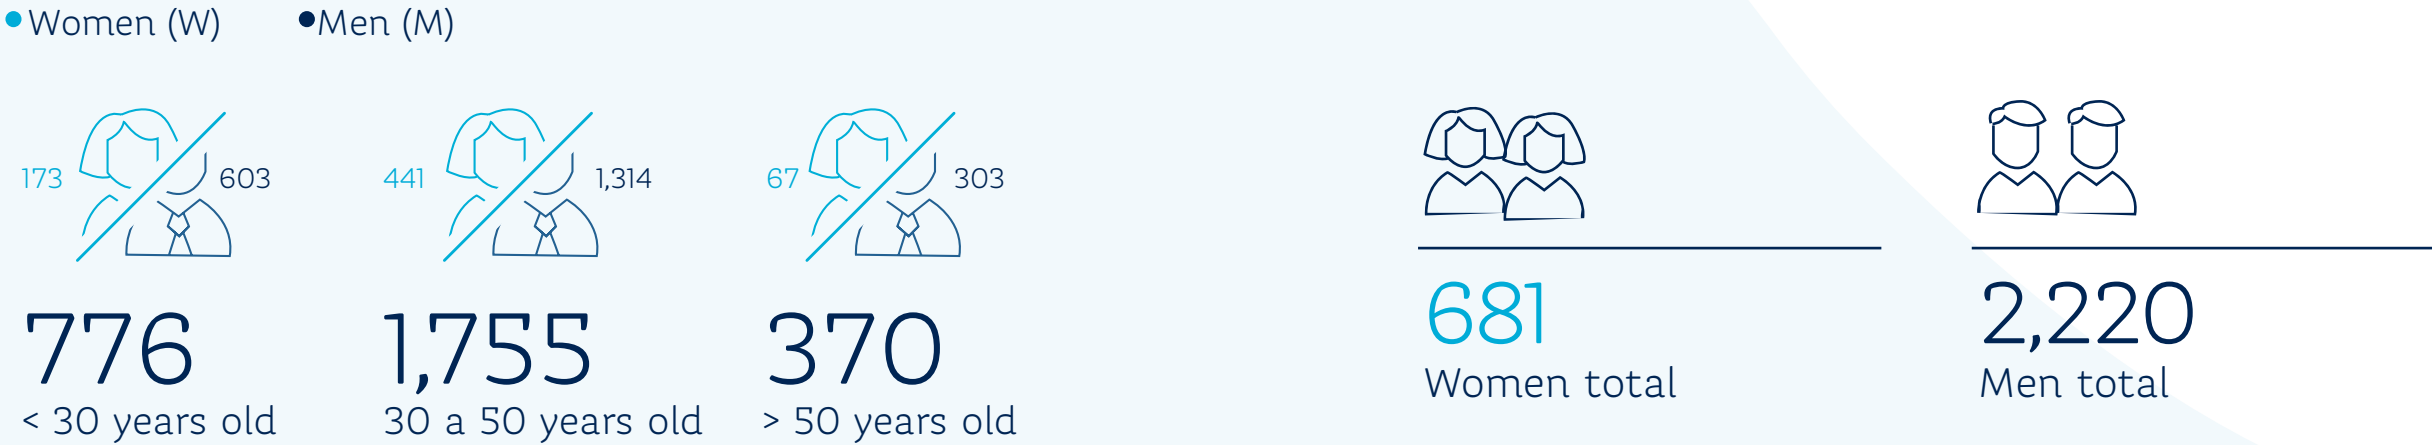 Women (W) Men (M)
173 603 441 1,314 67 303
776 1,755 370
< 30 years old 30 a 50 years old > 50 years old
681 2,220
Women total Men total